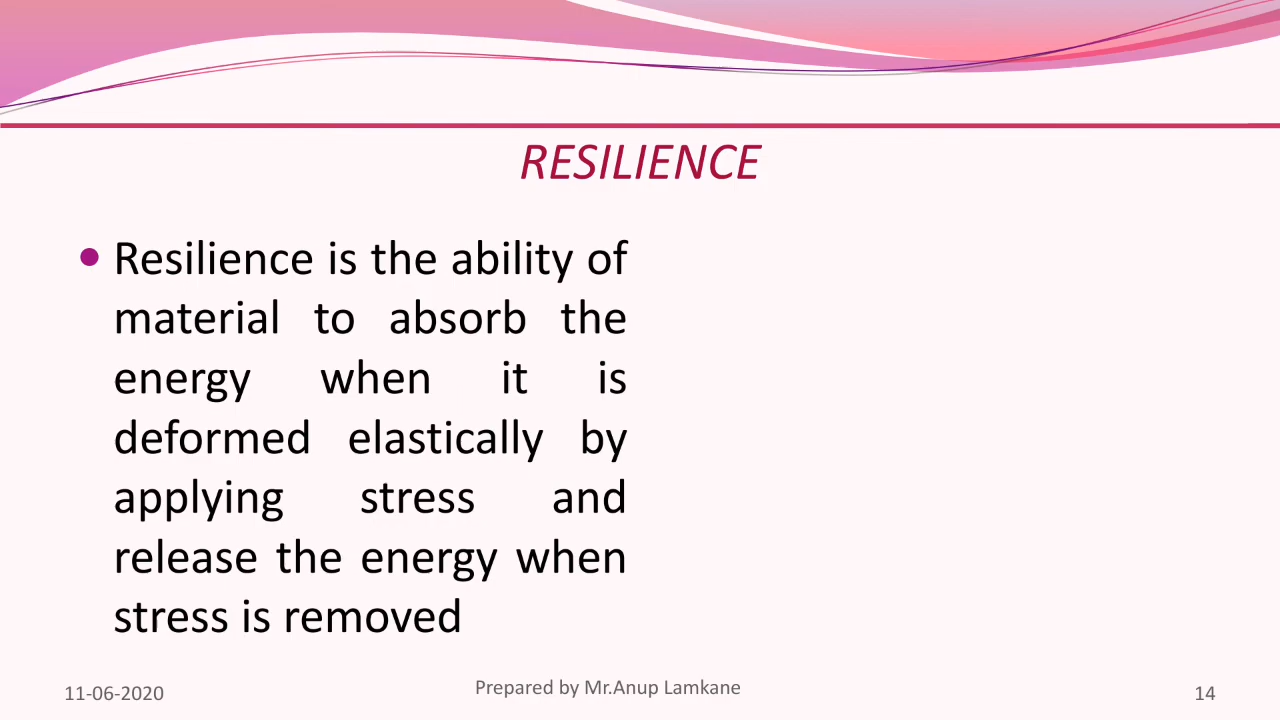 RESILIENCE
Resilience is the ability of
material to absorb the
energy when it is
deformed elastically by
applying stress and
release the energy when
stress is removed
11-06-2020
Prepared by Mr.Anup Lamkane
14